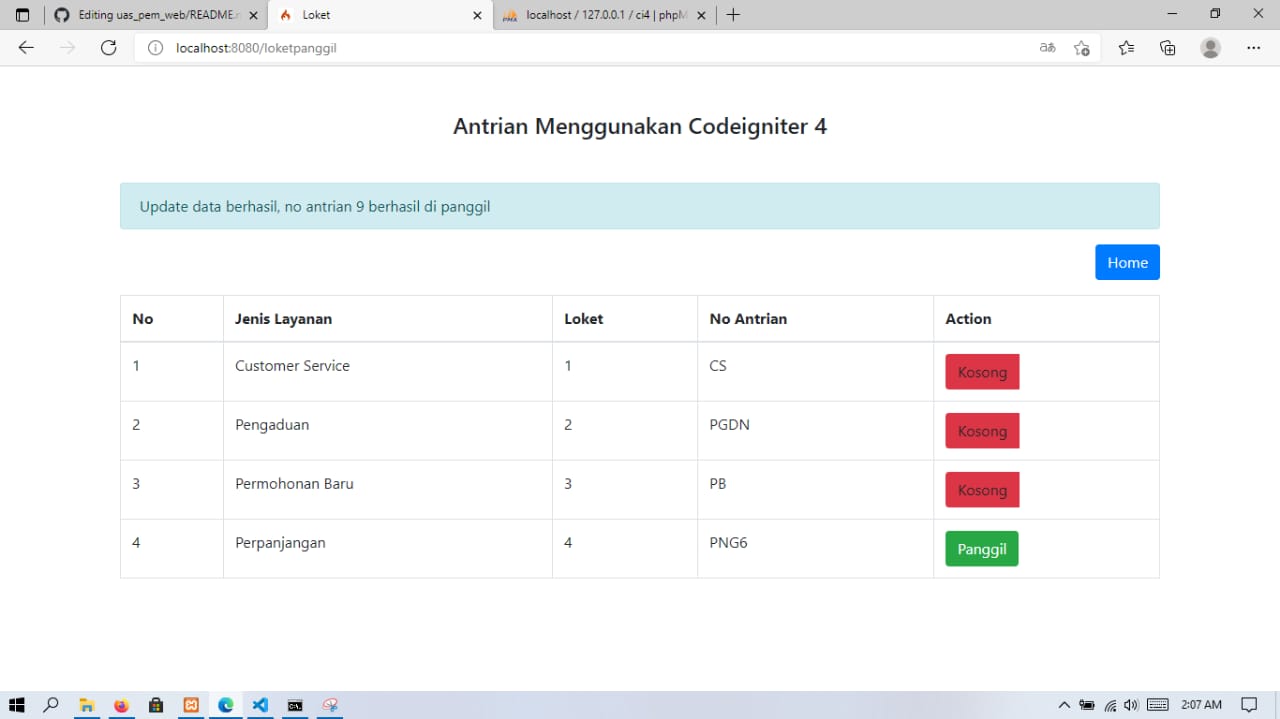 Editing uas_pem_web/README.m
Loket
localhost / 127.0.0.1 / ci4 | phpM
localhost:8080/loketpanggil
Antrian Menggunakan Codeigniter 4
Update data berhasil, no antrian 9 berhasil di panggil
Home
No Jenis Layanan Loket No Antrian Action
1 Customer Service 1 CS Kosong
2 Pengaduan 2 PGDN Kosong
3 Permohonan Baru 3 PB Kosong
4 Perpanjangan 4 PNG6 Panggil
2:07 AM